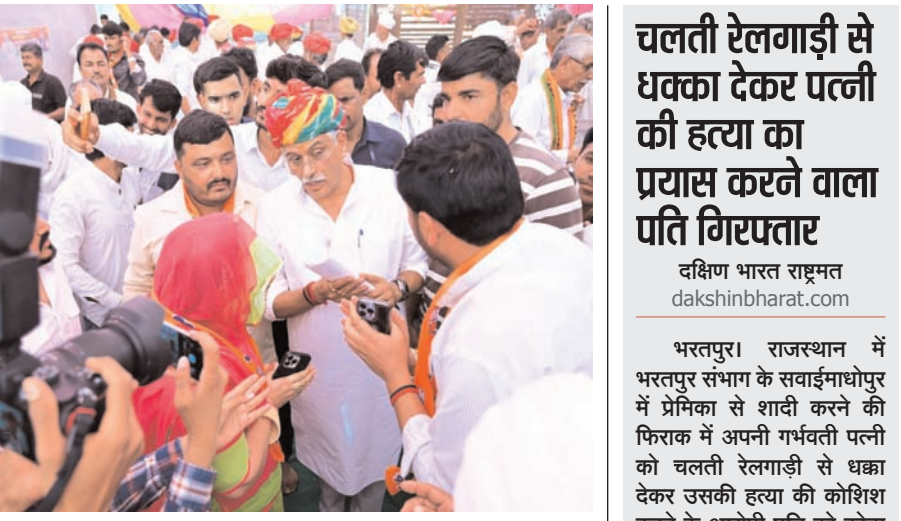 चलती रेलगाड़ी से
धक्का देकर पत्नी
की हत्या का
प्रयास करने वाला
पति गिरफ्तार
दक्षिण भारत राष्ट्रमत
dakshinbharat.com
भरतपुर। राजस्थान में
भरतपुर संभाग के सवाईमाधोपुर
में प्रेमिका से शादी करने की
फिराक में अपनी गर्भवती पत्नी
को चलती रेलगाड़ी से धक्का
देकर उसकी हत्या की कोशिश